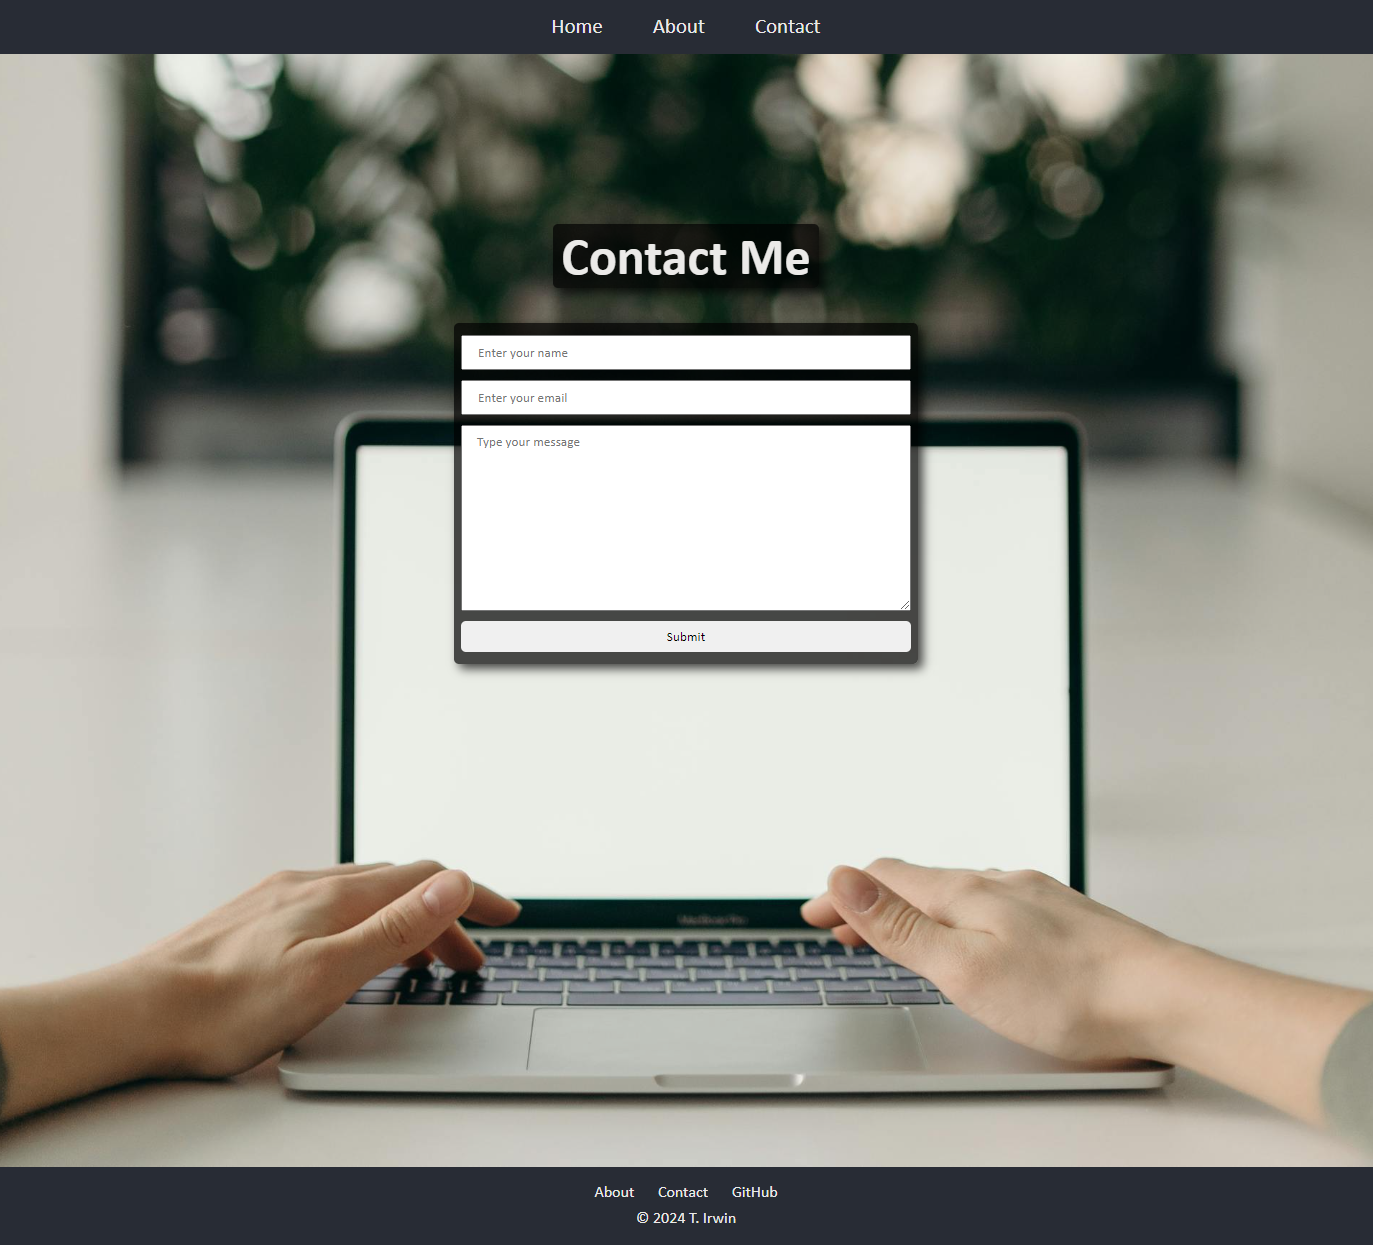 Home About Contact
Contact Me
Enter your name
Enter your email
Type your message
Submit
About Contact GitHub
© 2024 T. Irwin